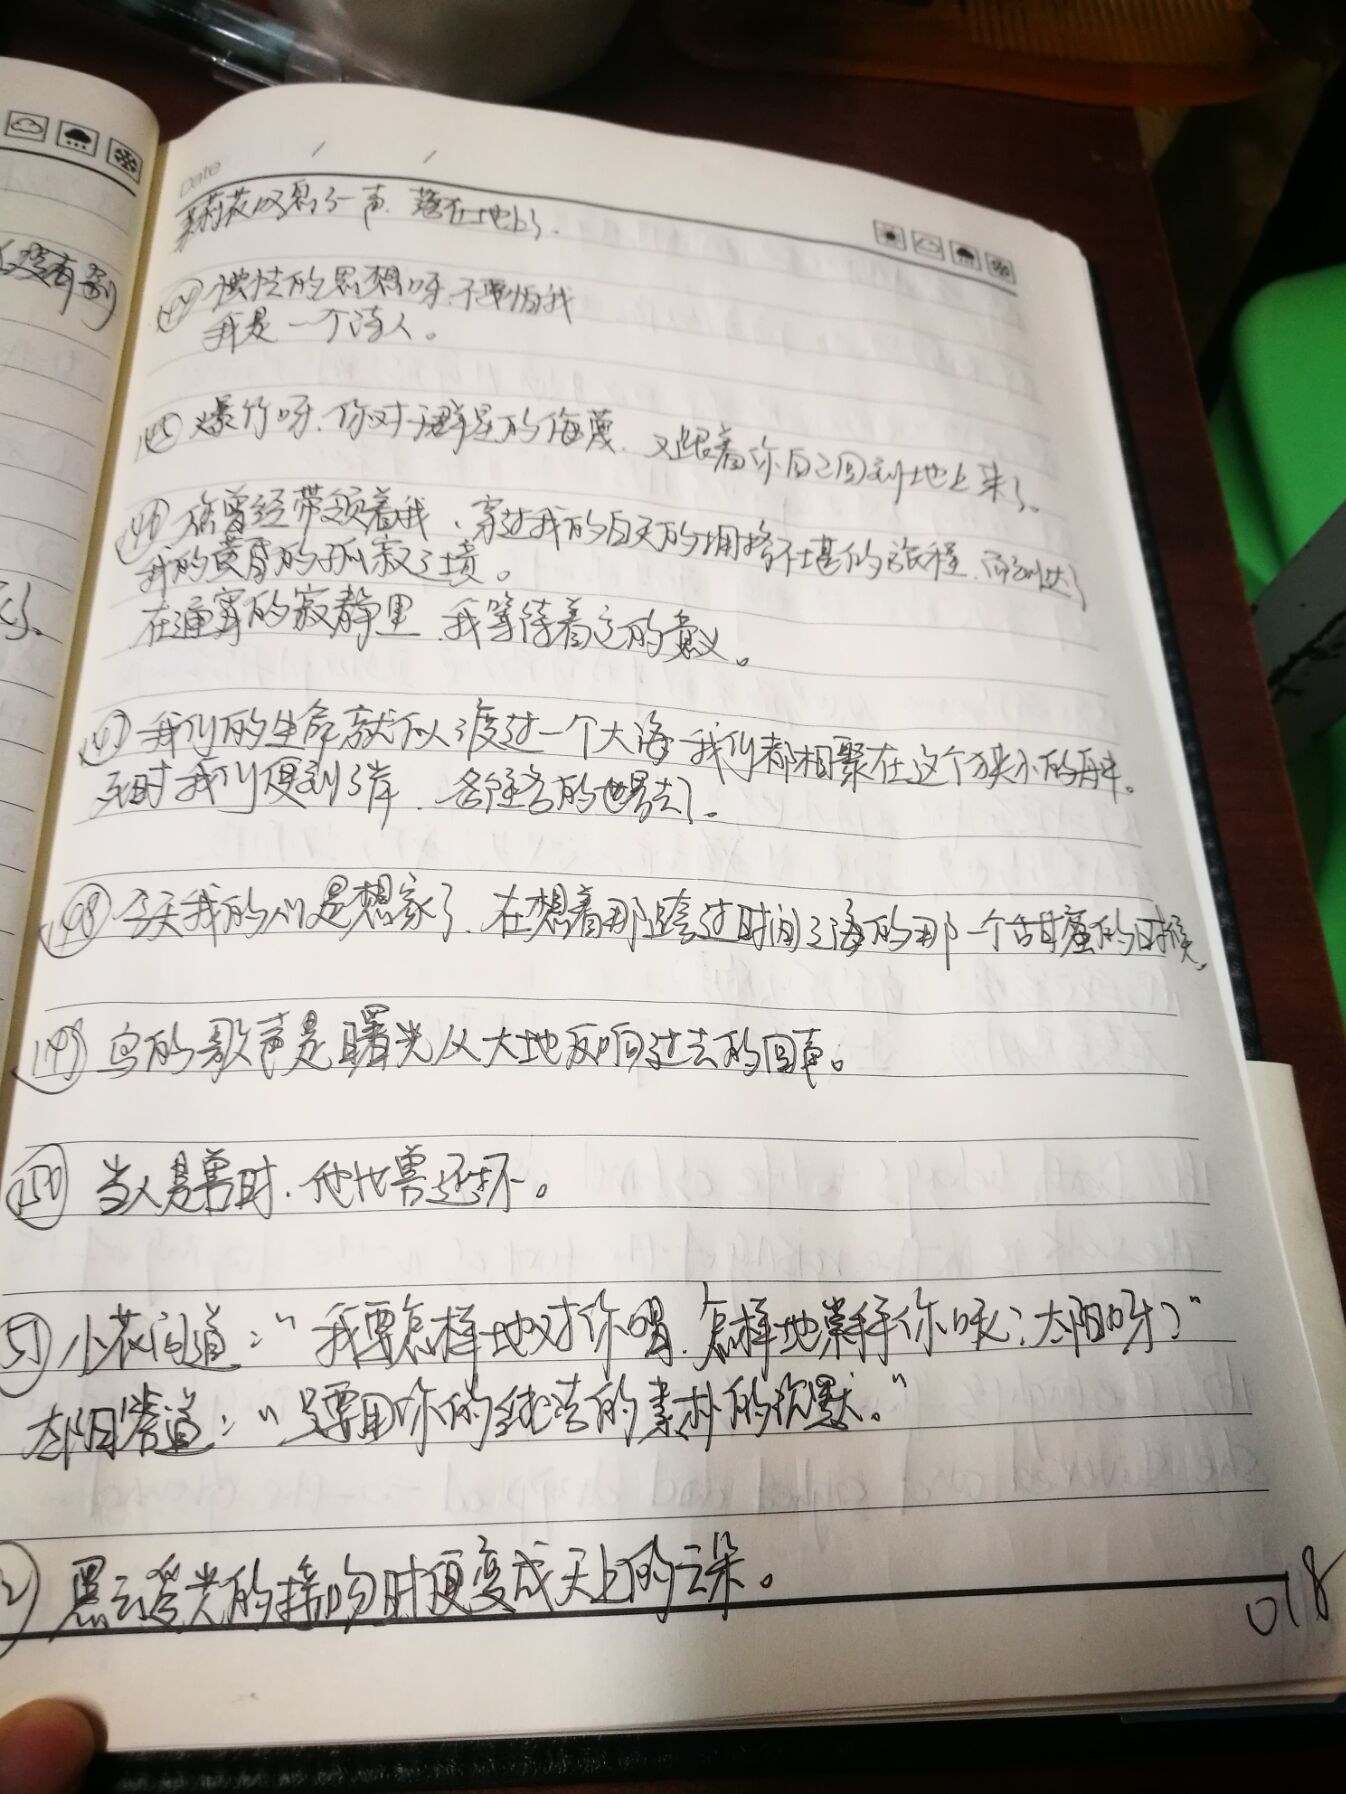 Date / /
茉莉花叹息了一声、落在地上了.
144 慌怯的思想呀、不要怕我
我是一个诗人。
145 爆竹呀、你对于群星的侮蔑、又跟着你自己回到地上来了。
146 您曾经带领着我、穿过我的白天的拥挤不堪的旅程、而到达了
我的黄昏的孤寂之境。
在通宵的寂静里 我等待着它的意义。
147 我们的生命就似渡过一个大海 我们都相聚在这个狭小的舟中。
死时 我们便到了岸、各往各的世界去了。
148 今天我的心是想家了、在想着那跨过时间之海的那一个甜蜜的时候。
149 鸟的歌声是曙光从大地反响过去的回声。
150 当人是兽时、他比兽还坏。
51 小花问道：“我要怎样地对你唱、怎样地崇拜你呢？太阳呀？”
太阳答道：“只要用你的纯洁的素朴的沉默。”
2 黑云受光的接吻时便变成天上的云朵。
018